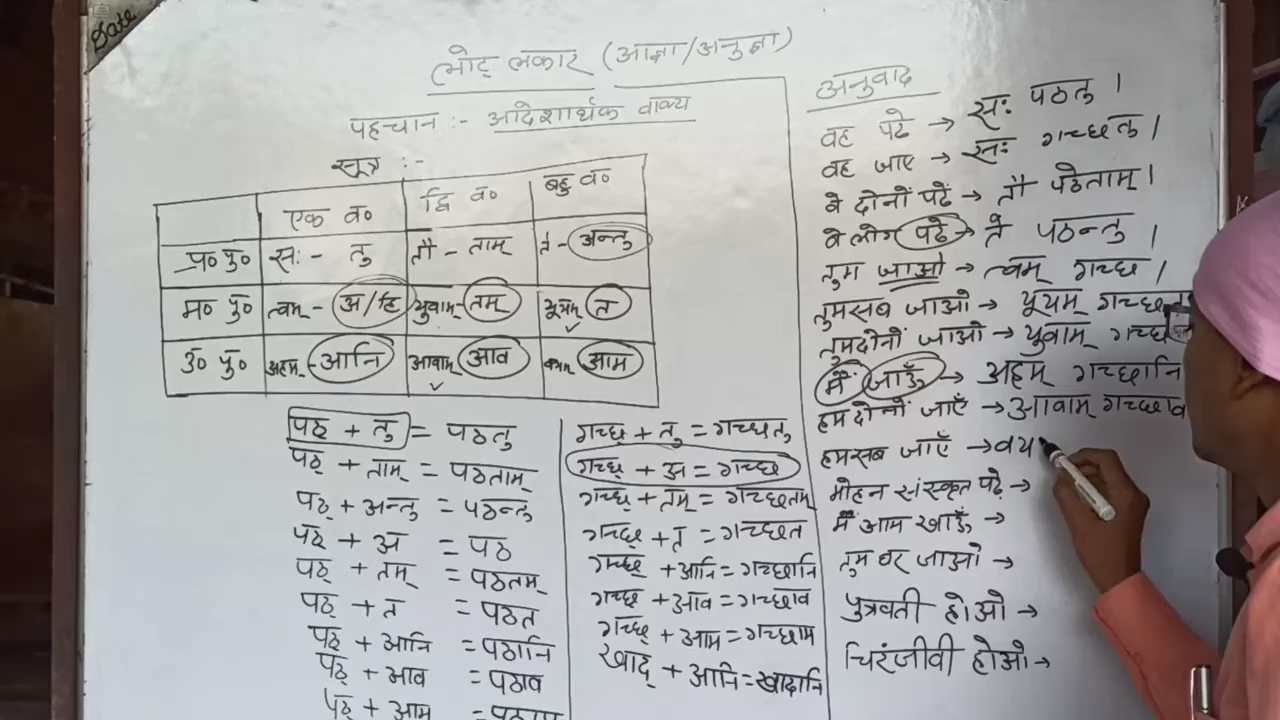 Date
लोट् लकार (आज्ञा/अनुज्ञा)
पहचान :- आदेशार्थक वाक्य
सूत्र :-
एक व० द्वि व० बहु व०
प० पु० सः - तु तौ - ताम् ते - अन्तु
म० पु० त्वम् - अ/हि युवाम् - तम् यूयम् त
उ० पु० अहम् - आनि आवाम् आव वयम् आम
पठ् + तु = पठतु
पठ् + ताम् = पठताम्
पठ् + अन्तु = पठन्तु
पठ् + अ = पठ
पठ् + तम् = पठतम्
पठ् + त = पठत
पठ् + आनि = पठानि
पठ् + आव = पठाव
पठ् + आम =
गच्छ् + तु = गच्छतु
गच्छ् + अ = गच्छ
गच्छ् + तम् = गच्छतम्
गच्छ् + त = गच्छत
गच्छ् + आनि = गच्छानि
गच्छ् + आव = गच्छाव
गच्छ् + आम = गच्छाम
खाद् + आनि = खादानि
अनुवाद
वह पढे → सः पठतु।
वह जाए → सः गच्छतु।
वे दोनों पढें → तौ पठेताम्।
वे लोग पढें → ते पठन्तु।
तुम जाओ → त्वम् गच्छ।
तुमसब जाओ → यूयम् गच्छत
तुमदोनों जाओ → युवाम्
मैं जाऊँ → अहम् गच्छानि
हमदोनों जाएँ → आवाम् गच्छाव
हमसब जाएँ → वय
मोहन संस्कृत पढ़े →
मैं आम खाऊँ →
तुम घर जाओ →
पुत्रवती होओ →
चिरंजीवी होओ →